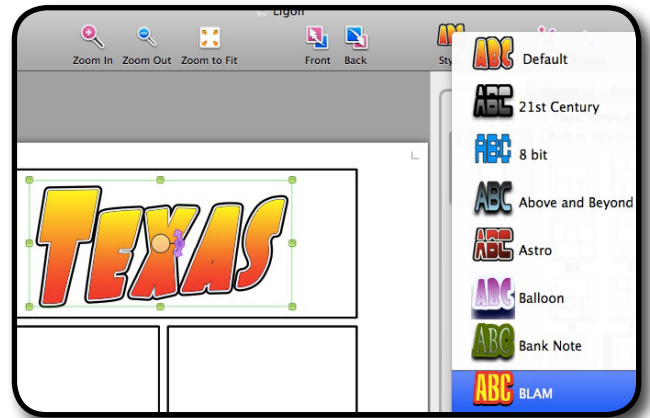 Ligon
Zoom In Zoom Out Zoom to Fit Front Back
ABC Default
ABC 21st Century
ABC 8 bit
ABC Above and Beyond
ABC Astro
ABC Balloon
ABC Bank Note
ABC BLAM
TEXAS